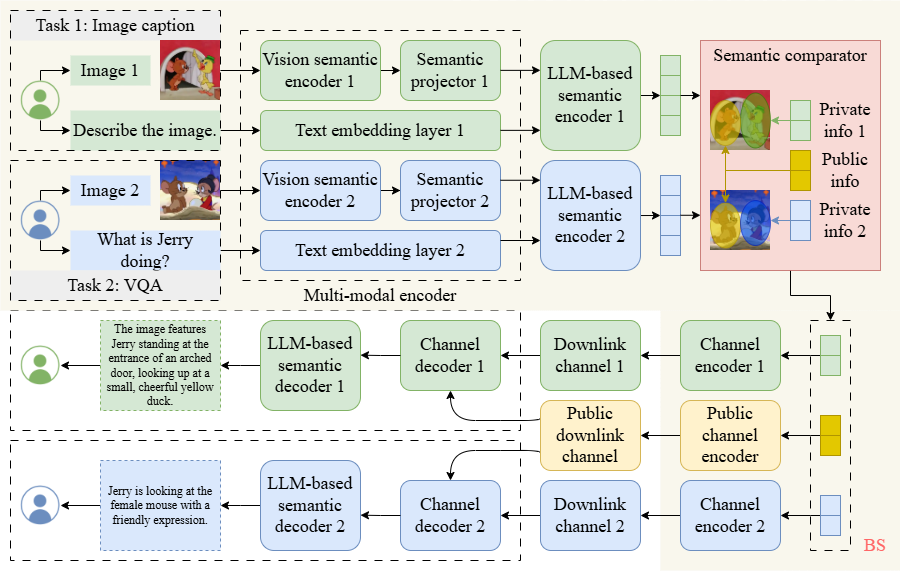 Task 1: Image caption
Image 1
Describe the image.
Vision semantic
encoder 1
Semantic
projector 1
Text embedding layer 1
LLM-based
semantic
encoder 1
Semantic comparator
Private
info 1
Public
info
Private
info 2
Image 2
What is Jerry
doing?
Task 2: VQA
Vision semantic
encoder 2
Semantic
projector 2
Text embedding layer 2
LLM-based
semantic
encoder 2
Multi-modal encoder
The image features
Jerry standing at the
entrance of an arched
door, looking up at a
small, cheerful yellow
duck.
LLM-based
semantic
decoder 1
Channel
decoder 1
Downlink
channel 1
Channel
encoder 1
Public
downlink
channel
Public
channel
encoder
Jerry is looking at the
female mouse with a
friendly expression.
LLM-based
semantic
decoder 2
Channel
decoder 2
Downlink
channel 2
Channel
encoder 2
BS